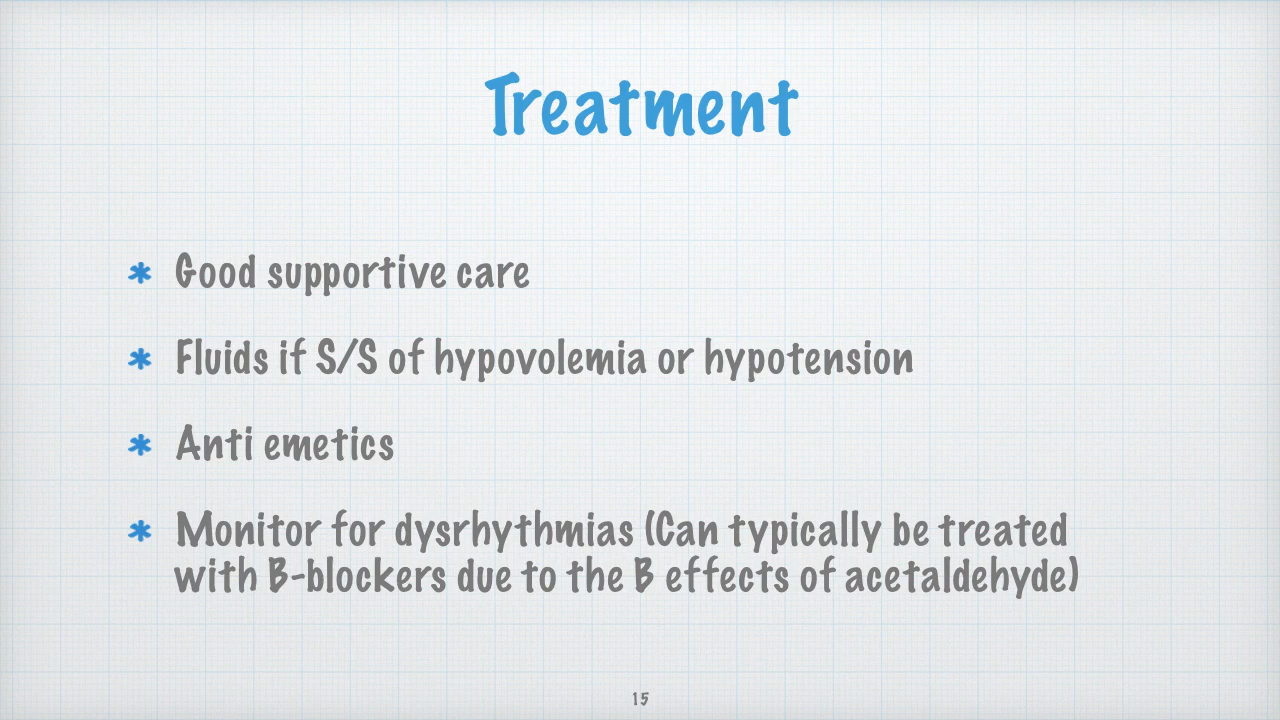 Treatment
Good supportive care
Fluids if S/S of hypovolemia or hypotension
Anti emetics
Monitor for dysrhythmias (Can typically be treated
with B-blockers due to the B effects of acetaldehyde)
15